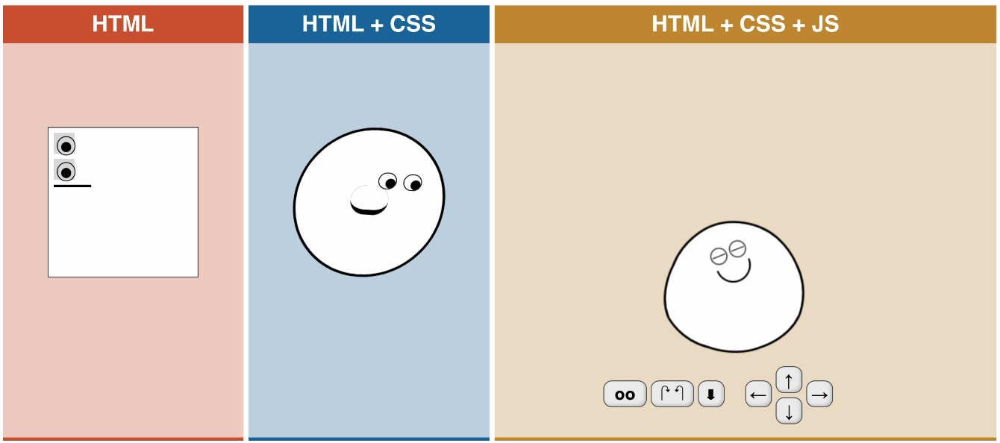 HTML
HTML + CSS
HTML + CSS + JS
oo
⬇
↑
← →
↓